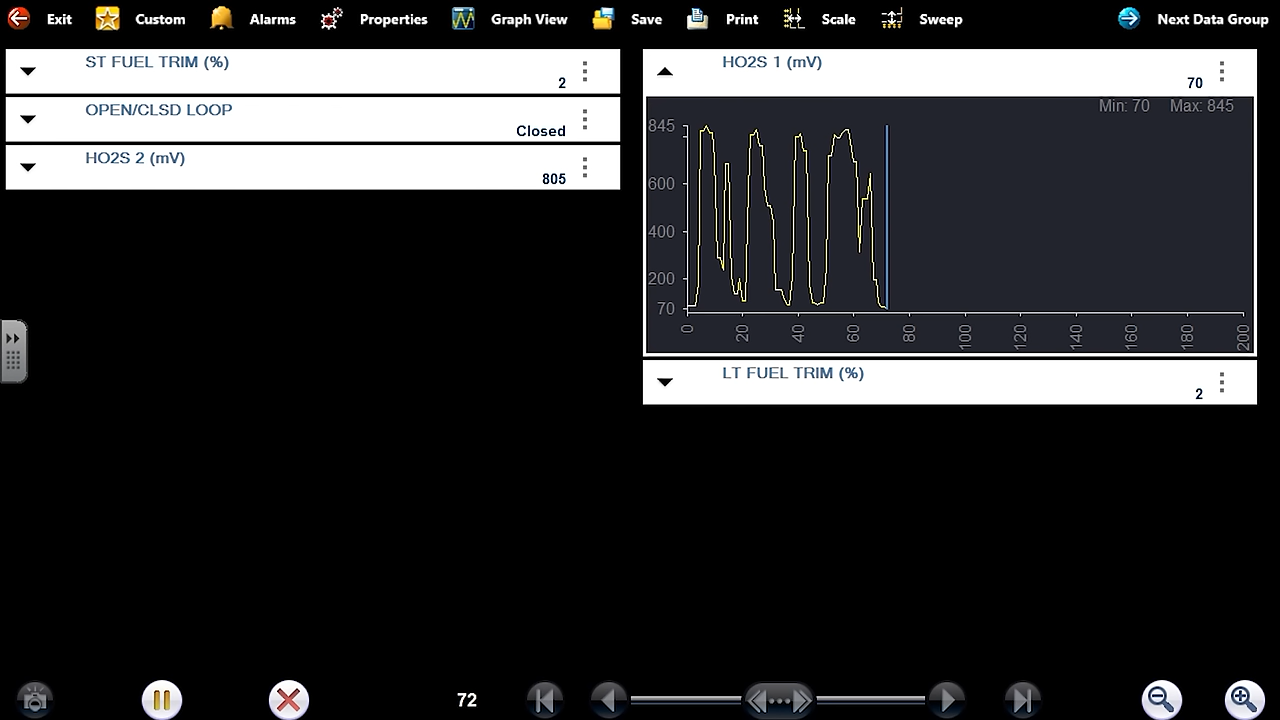 Exit Custom Alarms Properties Graph View Save Print Scale Sweep Next Data Group
ST FUEL TRIM (%)
2
OPEN/CLSD LOOP
Closed
HO2S 2 (mV)
805
HO2S 1 (mV)
70
Min: 70 Max: 845
845
600
400
200
70
0 20 40 60 80 100 120 140 160 180 200
LT FUEL TRIM (%)
2
72